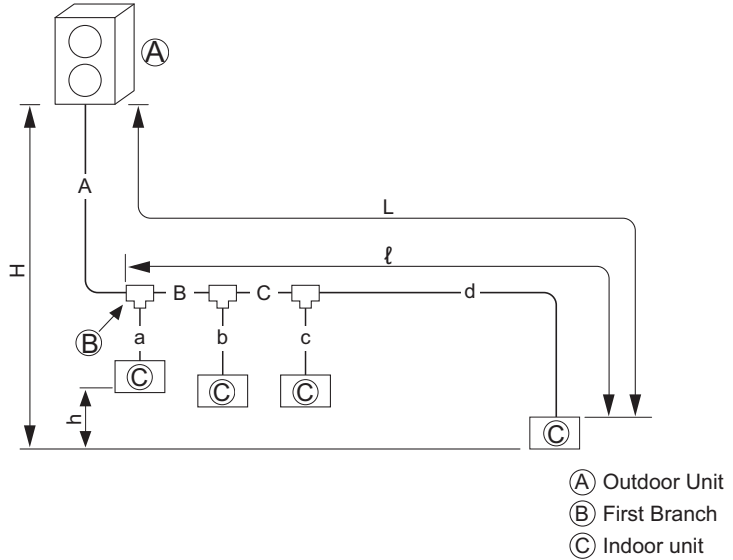 Ⓐ
A
L
H
ℓ
B C d
Ⓑ a b c
Ⓒ Ⓒ Ⓒ
h
Ⓒ
Ⓐ Outdoor Unit
Ⓑ First Branch
Ⓒ Indoor unit